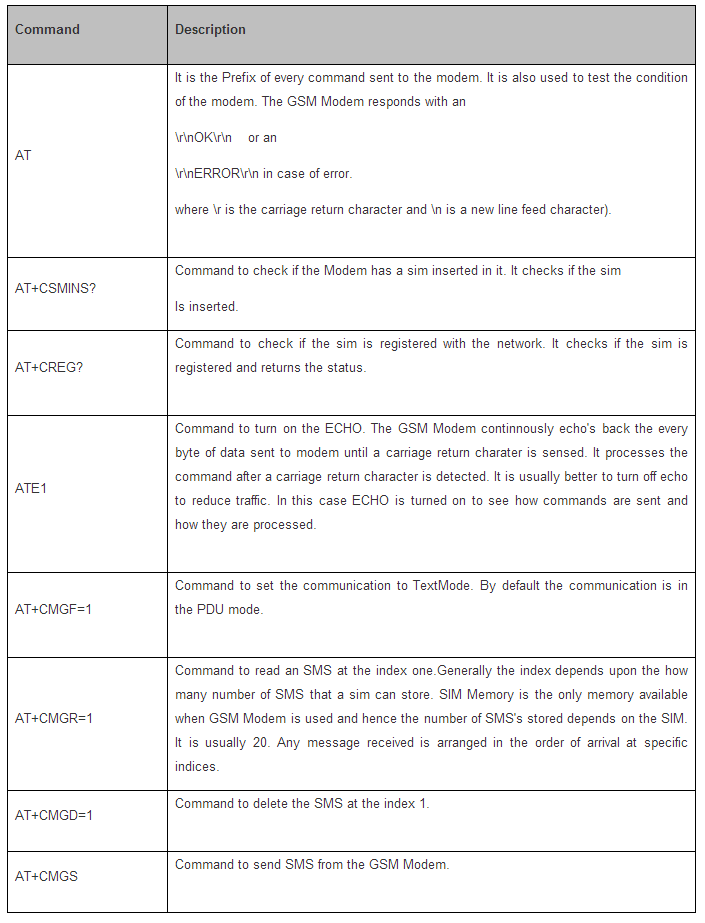 Command
Description
AT
It is the Prefix of every command sent to the modem. It is also used to test the condition
of the modem. The GSM Modem responds with an
\r\nOK\r\n    or an
\r\nERROR\r\n in case of error.
where \r is the carriage return character and \n is a new line feed character).
AT+CSMINS?
Command to check if the Modem has a sim inserted in it. It checks if the sim
Is inserted.
AT+CREG?
Command to check if the sim is registered with the network. It checks if the sim is
registered and returns the status.
ATE1
Command to turn on the ECHO. The GSM Modem continnously echo's back the every
byte of data sent to modem until a carriage return charater is sensed. It processes the
command after a carriage return character is detected. It is usually better to turn off echo
to reduce traffic. In this case ECHO is turned on to see how commands are sent and
how they are processed.
AT+CMGF=1
Command to set the communication to TextMode. By default the communication is in
the PDU mode.
AT+CMGR=1
Command to read an SMS at the index one.Generally the index depends upon the how
many number of SMS that a sim can store. SIM Memory is the only memory available
when GSM Modem is used and hence the number of SMS's stored depends on the SIM.
It is usually 20. Any message received is arranged in the order of arrival at specific
indices.
AT+CMGD=1
Command to delete the SMS at the index 1.
AT+CMGS
Command to send SMS from the GSM Modem.